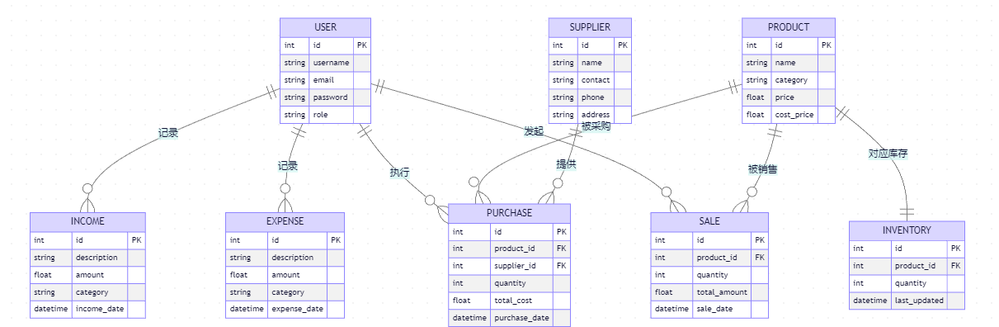 USER
int id PK
string username
string email
string password
string role
SUPPLIER
int id PK
string name
string contact
string phone
string address
PRODUCT
int id PK
string name
string category
float price
float cost_price
记录
记录
执行
发起
被采购
提供
被销售
对应库存
INCOME
int id PK
string description
float amount
string category
datetime income_date
EXPENSE
int id PK
string description
float amount
string category
datetime expense_date
PURCHASE
int id PK
int product_id FK
int supplier_id FK
int quantity
float total_cost
datetime purchase_date
SALE
int id PK
int product_id FK
int quantity
float total_amount
datetime sale_date
INVENTORY
int id PK
int product_id FK
int quantity
datetime last_updated